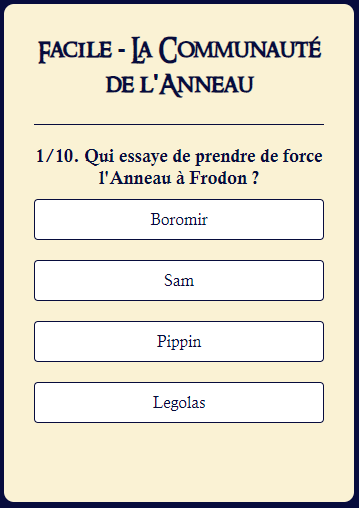 Facile - La Communauté
de l'Anneau
1/10. Qui essaye de prendre de force
l'Anneau à Frodon ?
Boromir
Sam
Pippin
Legolas